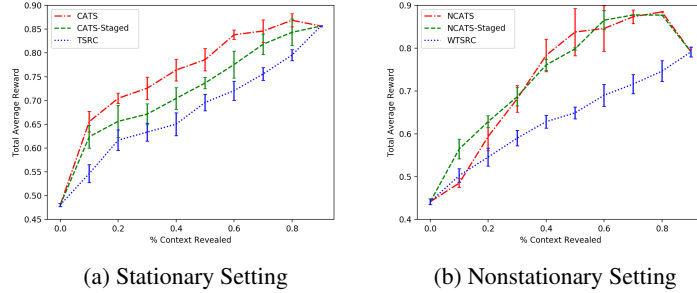 CATS
CATS-Staged
TSRC
Total Average Reward
0.90
0.85
0.80
0.75
0.70
0.65
0.60
0.55
0.50
0.45
0.0 0.2 0.4 0.6 0.8
% Context Revealed
(a) Stationary Setting
NCATS
NCATS-Staged
WTSRC
Total Average Reward
0.9
0.8
0.7
0.6
0.5
0.4
0.0 0.2 0.4 0.6 0.8
% Context Revealed
(b) Nonstationary Setting